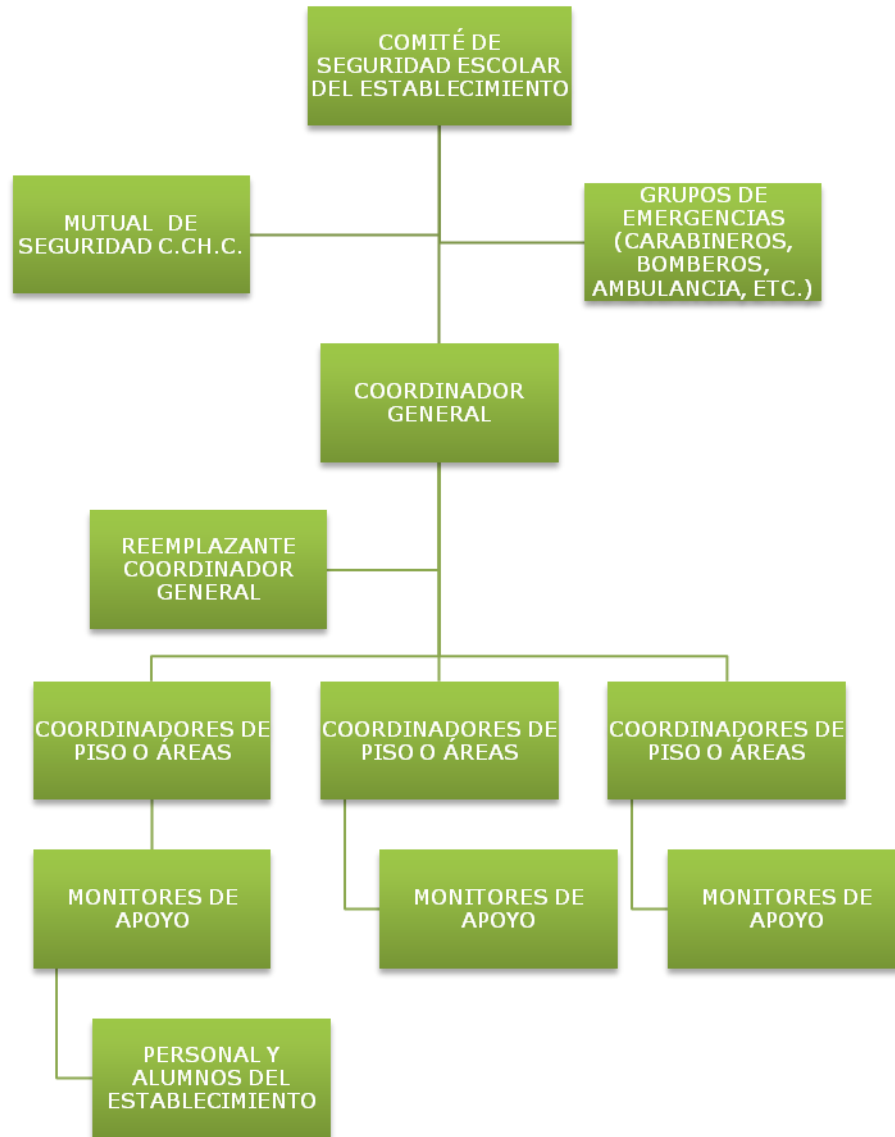 COMITÉ DE
SEGURIDAD ESCOLAR
DEL ESTABLECIMIENTO
MUTUAL DE
SEGURIDAD C.CH.C.
GRUPOS DE
EMERGENCIAS
(CARABINEROS,
BOMBEROS,
AMBULANCIA, ETC.)
COORDINADOR
GENERAL
REEMPLAZANTE
COORDINADOR
GENERAL
COORDINADORES DE
PISO O ÁREAS
COORDINADORES DE
PISO O ÁREAS
COORDINADORES DE
PISO O ÁREAS
MONITORES DE
APOYO
MONITORES DE
APOYO
MONITORES DE
APOYO
PERSONAL Y
ALUMNOS DEL
ESTABLECIMIENTO